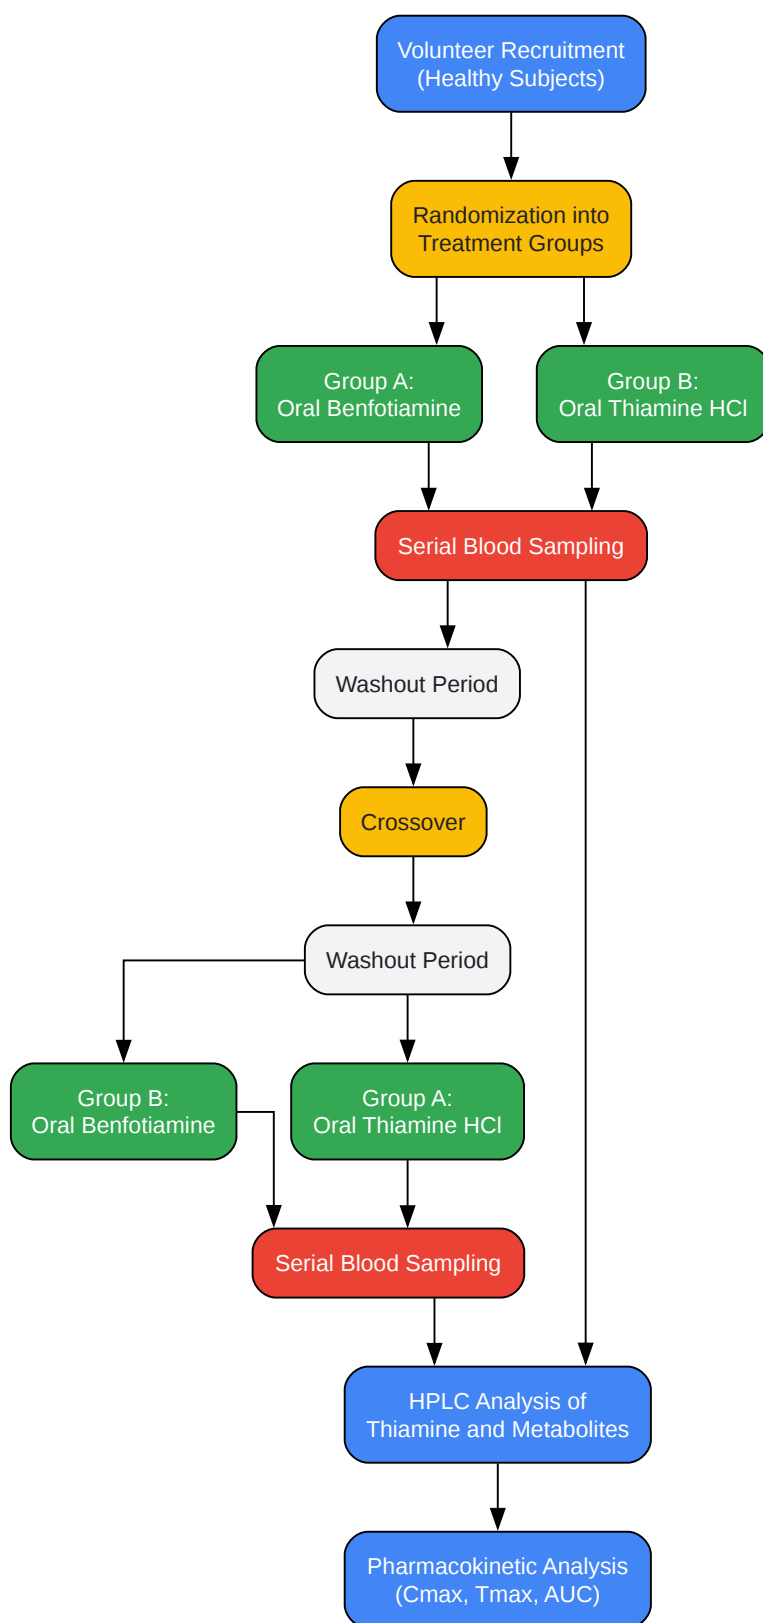 Volunteer Recruitment
(Healthy Subjects)
Randomization into
Treatment Groups
Group A:
Oral Benfotiamine
Group B:
Oral Thiamine HCl
Serial Blood Sampling
Washout Period
Crossover
Washout Period
Group B:
Oral Benfotiamine
Group A:
Oral Thiamine HCl
Serial Blood Sampling
HPLC Analysis of
Thiamine and Metabolites
Pharmacokinetic Analysis
(Cmax, Tmax, AUC)